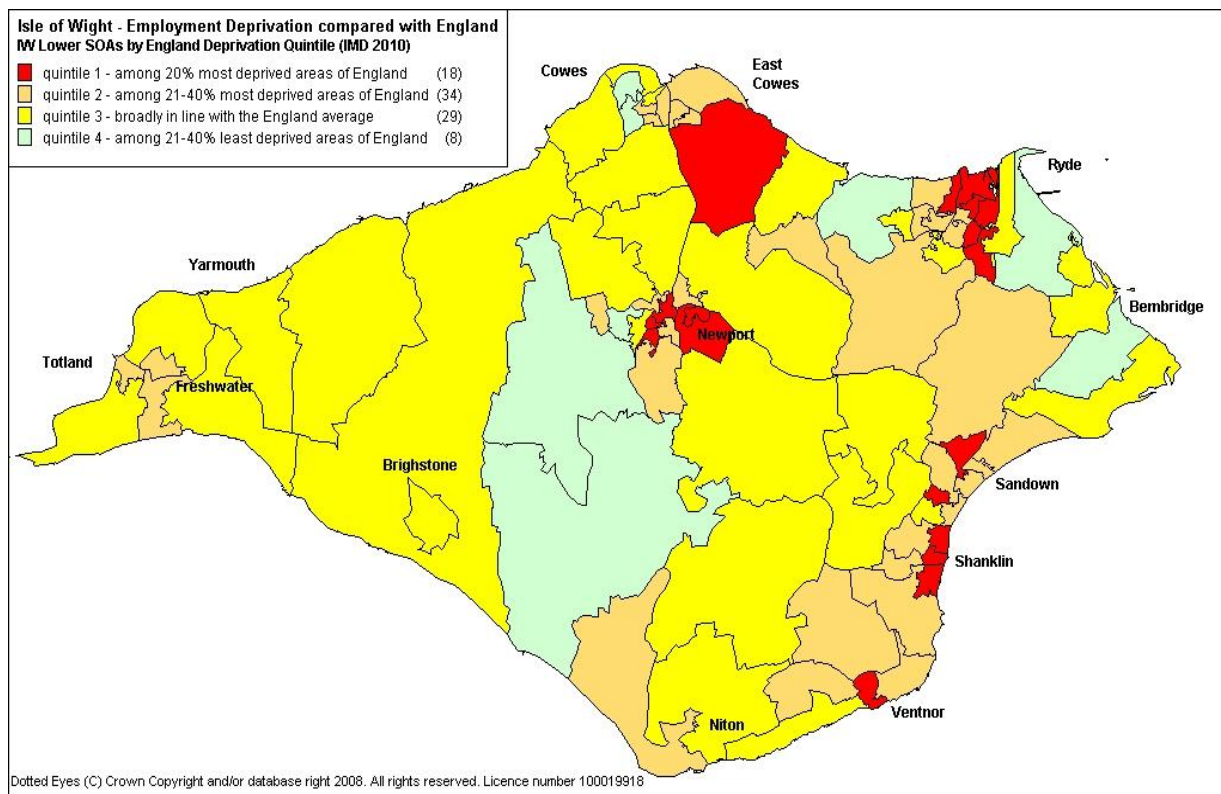 Isle of Wight - Employment Deprivation compared with England
IW Lower SOAs by England Deprivation Quintile (IMD 2010)
quintile 1 - among 20% most deprived areas of England (18)
quintile 2 - among 21-40% most deprived areas of England (34)
quintile 3 - broadly in line with the England average (29)
quintile 4 - among 21-40% least deprived areas of England (8)
Cowes
East
Cowes
Ryde
Yarmouth
Bembridge
Newport
Totland
Freshwater
Brighstone
Sandown
Shanklin
Ventnor
Niton
Dotted Eyes (C) Crown Copyright and/or database right 2008. All rights reserved. Licence number 100019918